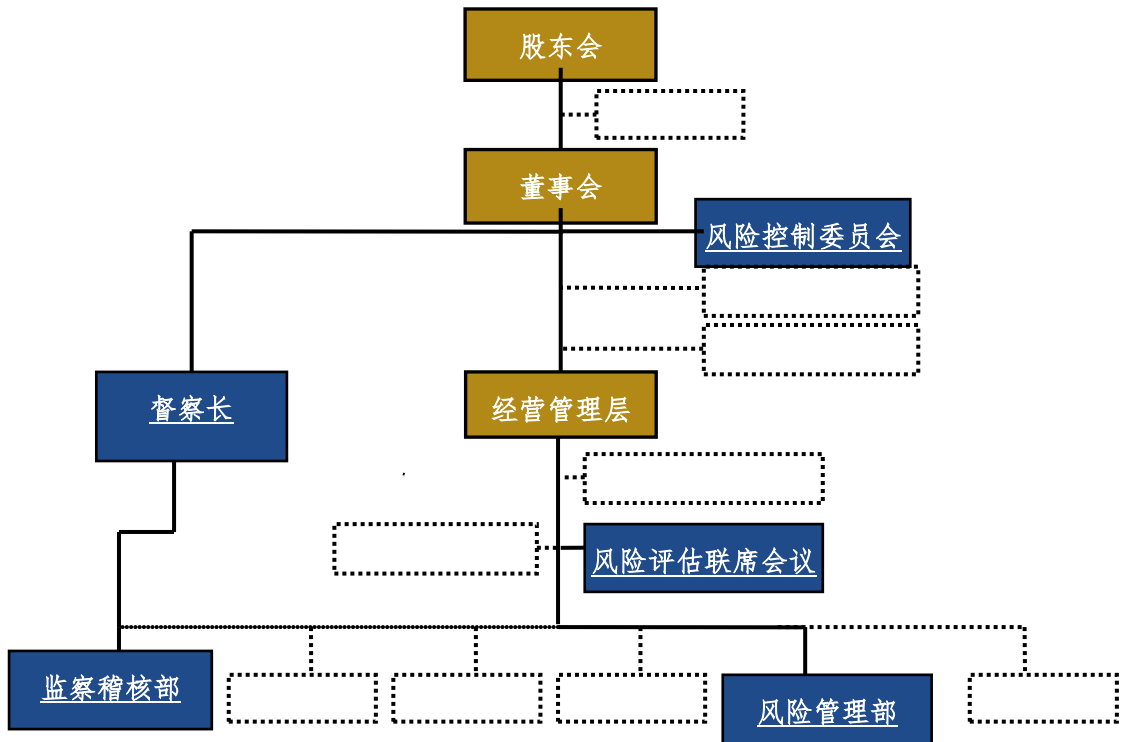 股东会
董事会
风险控制委员会
督察长
经营管理层
风险评估联席会议
监察稽核部
风险管理部